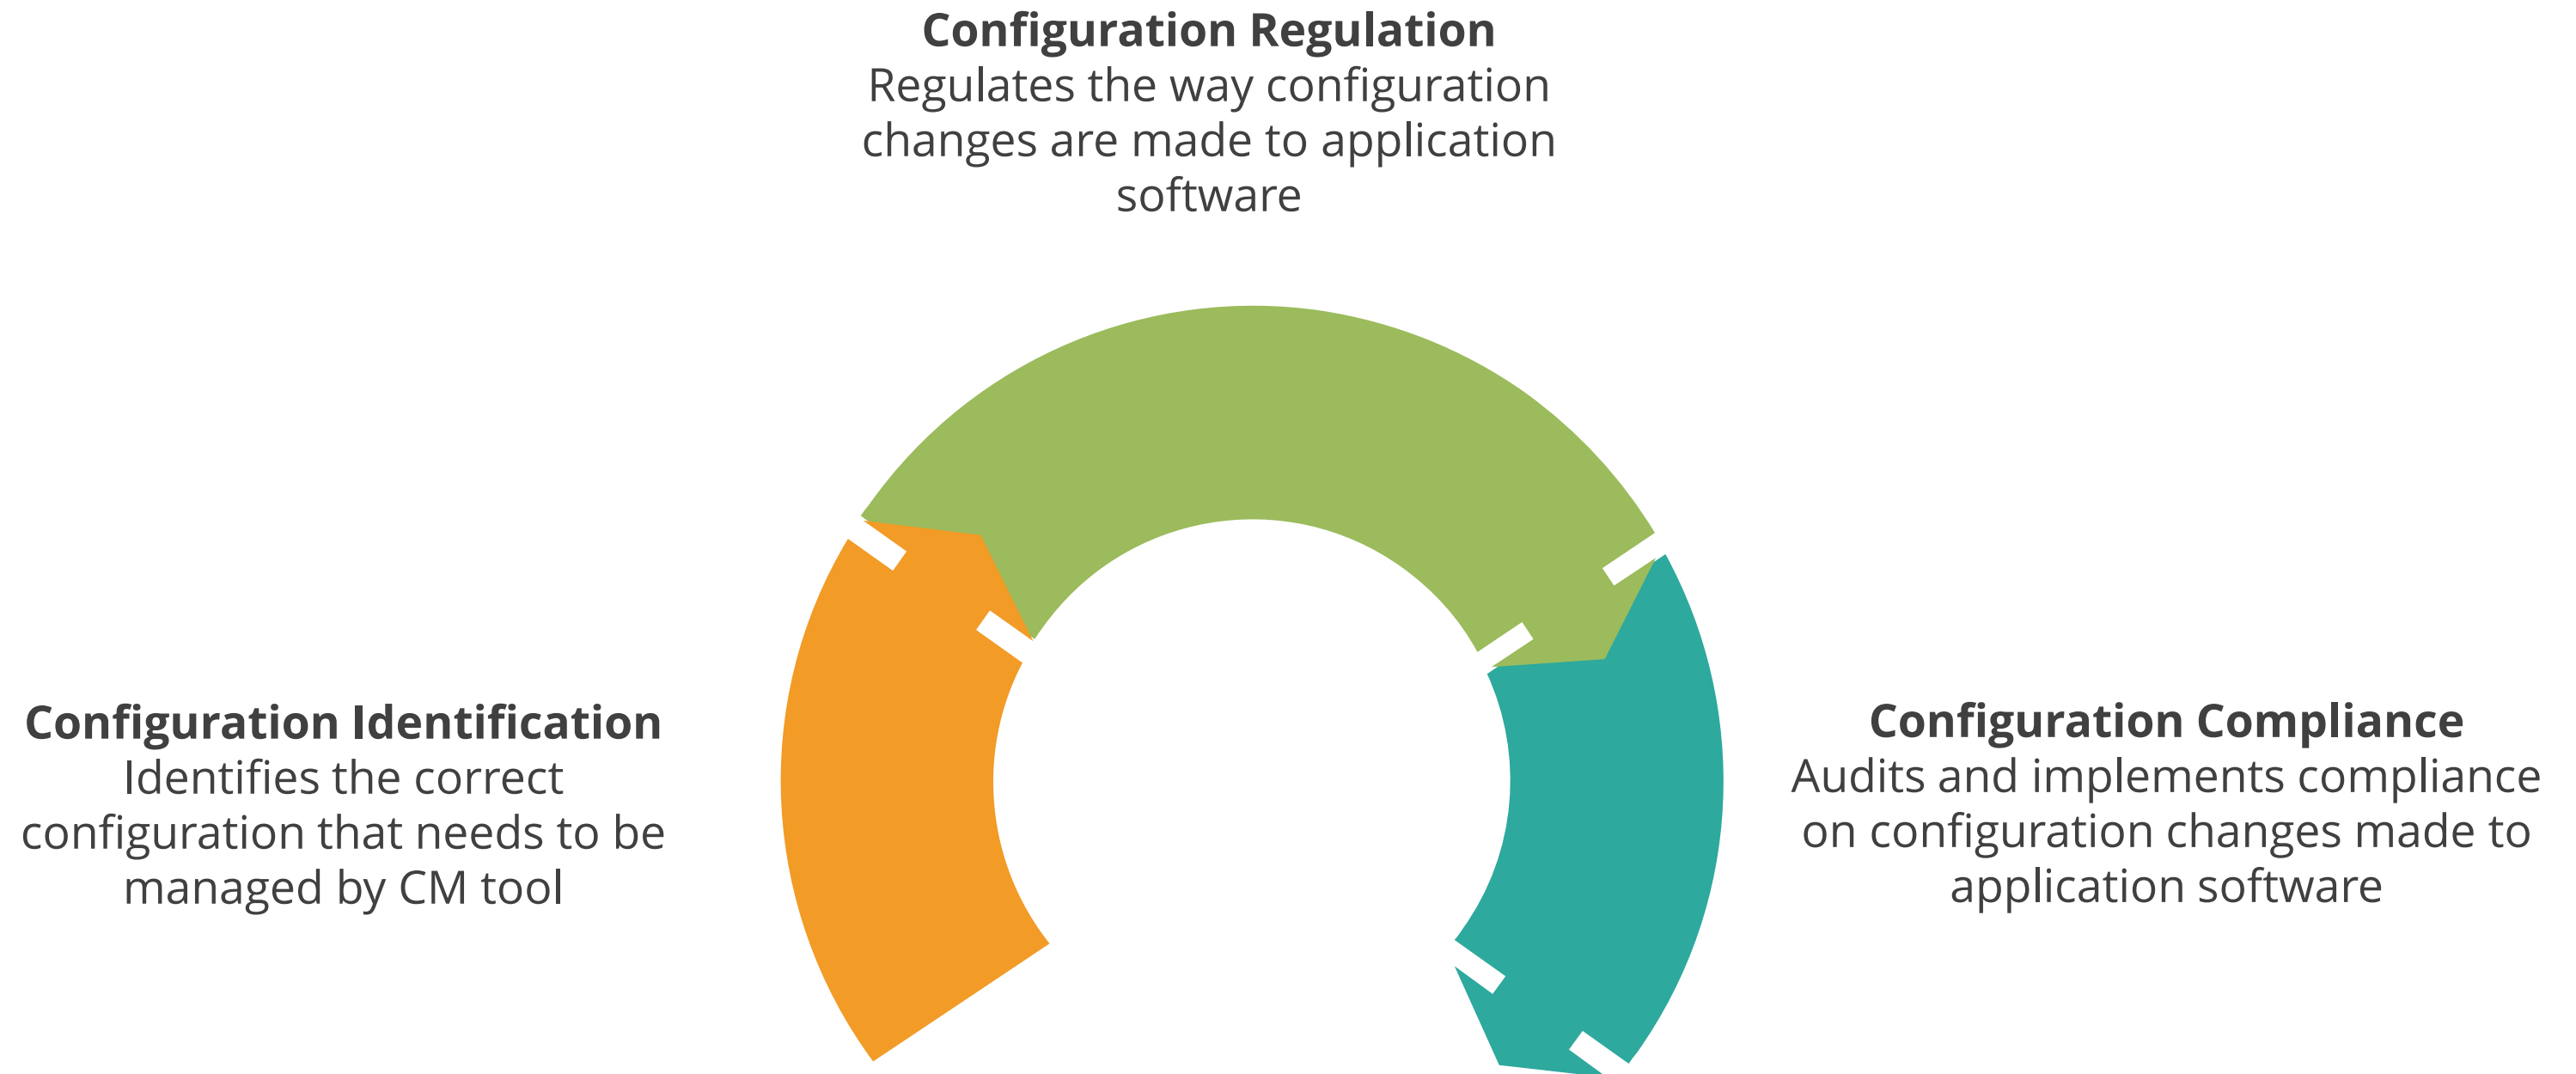 Configuration Regulation
Regulates the way configuration
changes are made to application
software
Configuration Identification
Identifies the correct
configuration that needs to be
managed by CM tool
Configuration Compliance
Audits and implements compliance
on configuration changes made to
application software